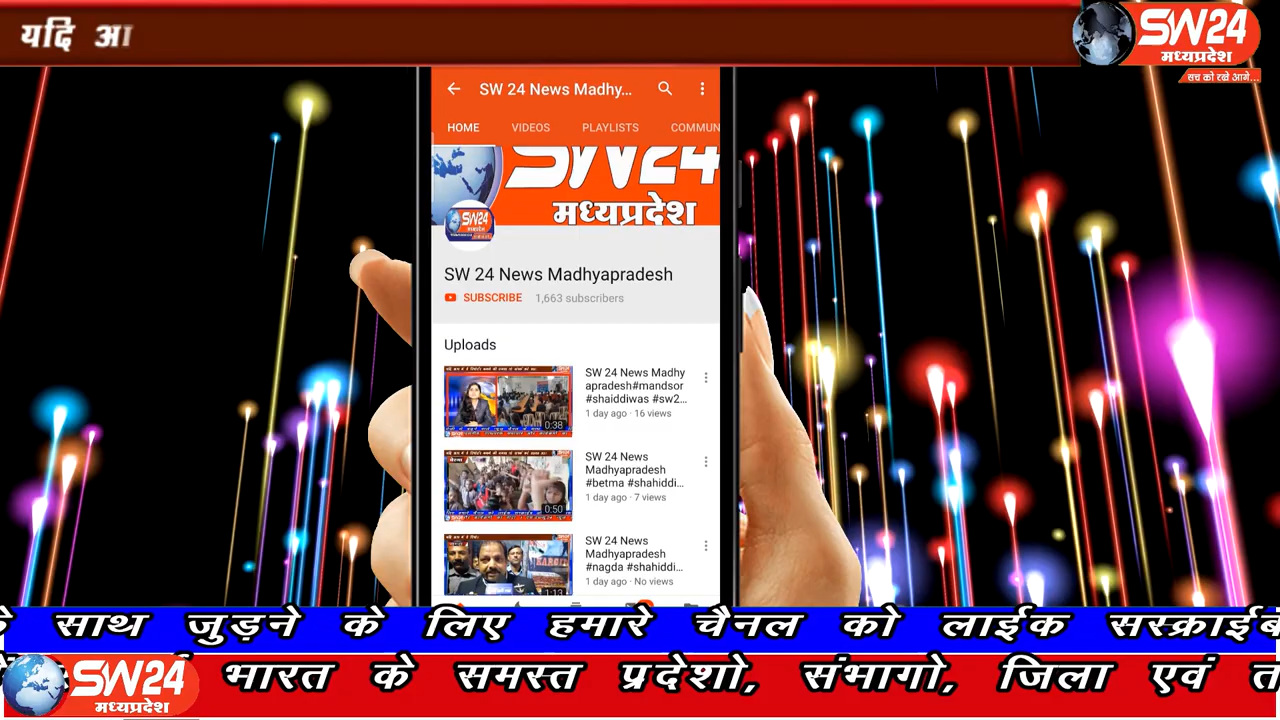 यदि आ
SW24
मध्यप्रदेश
सच को रखे आगे...
SW 24 News Madhy...
HOME VIDEOS PLAYLISTS COMMUN
SW24
मध्यप्रदेश
SW24
SW 24 News Madhyapradesh
SUBSCRIBE 1,663 subscribers
Uploads
SW 24 News Madhy
apradesh#mandsor
#shaiddiwas #sw2...
1 day ago · 16 views
0:38
SW 24 News
Madhyapradesh
#betma #shahiddi...
1 day ago · 7 views
0:50
SW 24 News
Madhyapradesh
#nagda #shahiddi...
1 day ago · No views
1:13
साथ जुड़ने के लिए हमारे चैनल को लाईक सस्क्राईब
SW24
मध्यप्रदेश
भारत के समस्त प्रदेशो, संभागो, जिला एवं त